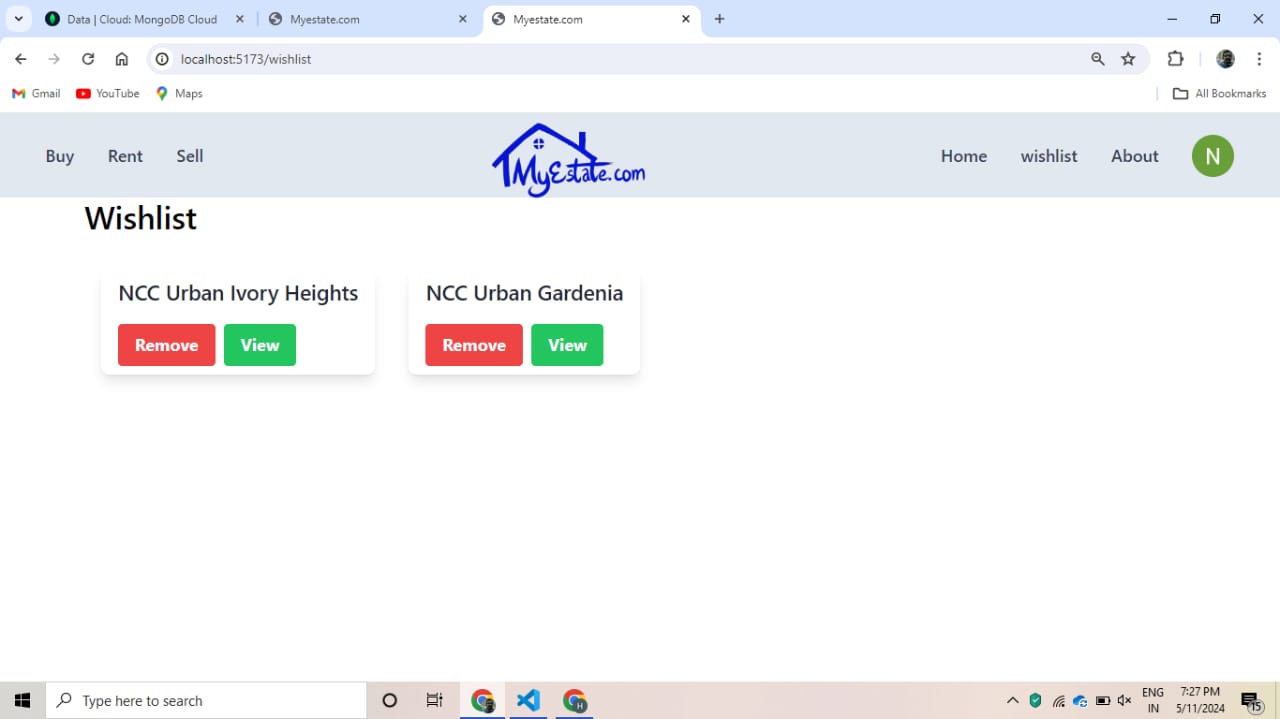 Data | Cloud: MongoDB Cloud Myestate.com Myestate.com
localhost:5173/wishlist
Gmail YouTube Maps All Bookmarks
Buy Rent Sell MyEstate.com Home wishlist About N
Wishlist
NCC Urban Ivory Heights NCC Urban Gardenia
Remove View Remove View
Type here to search H ENG 7:27 PM
IN 5/11/2024 15